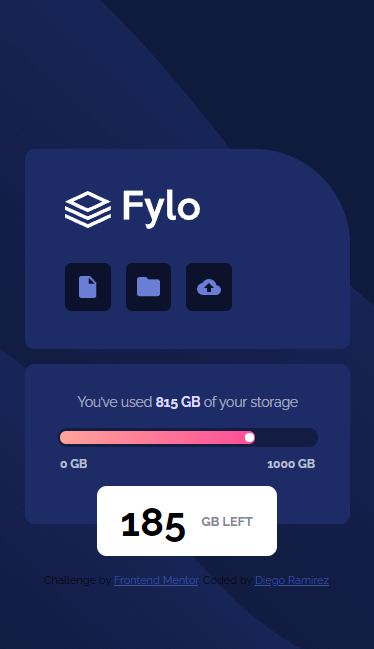 Fylo
You've used 815 GB of your storage
0 GB 1000 GB
185 GB LEFT
Challenge by Frontend Mentor Coded by Diego Ramirez